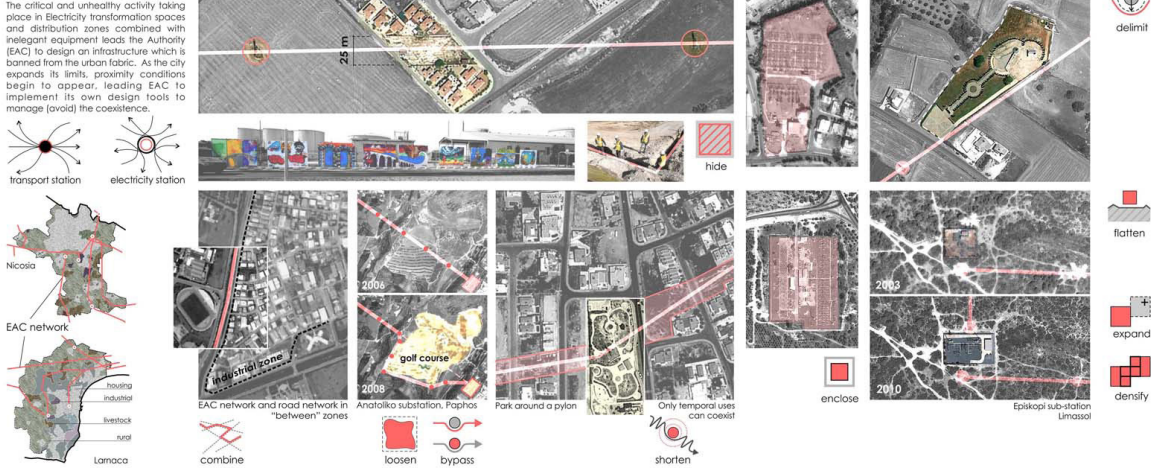 The critical and unhealthy activity taking
place in Electricity transformation spaces
and distribution zones combined with
inelegant equipment leads the Authority
(EAC) to design an infrastructure which is
banned from the urban fabric. As the city
expands its limits, proximity conditions
begin to appear, leading EAC to
implement its own design tools to
manage (avoid) the coexistence.
transport station
electricity station
25 m
hide
delimit
flatten
expand
densify
Nicosia
EAC network
housing
industrial
livestock
rural
Larnaca
industrial zone
EAC network and road network in
"between" zones
combine
2006
2008
golf course
Anatoliko substation, Paphos
loosen
bypass
Park around a pylon
Only temporal uses
can coexist
shorten
enclose
2003
2010
Episkopi sub-station
Limassol